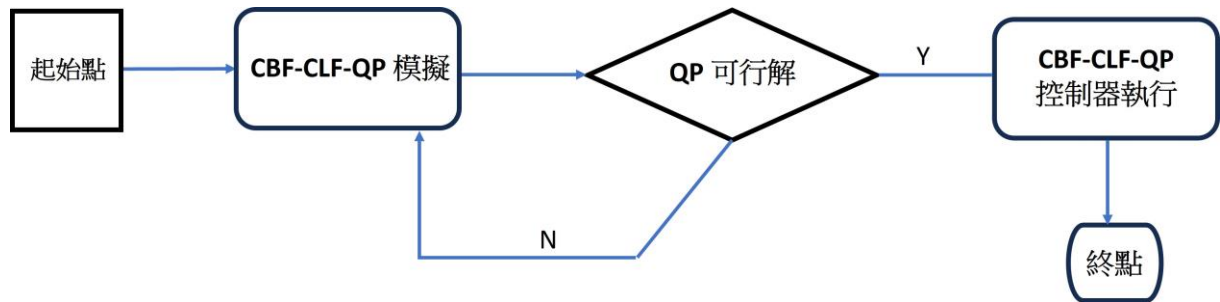 起始點
CBF-CLF-QP 模擬
QP 可行解
Y
CBF-CLF-QP
控制器執行
N
終點